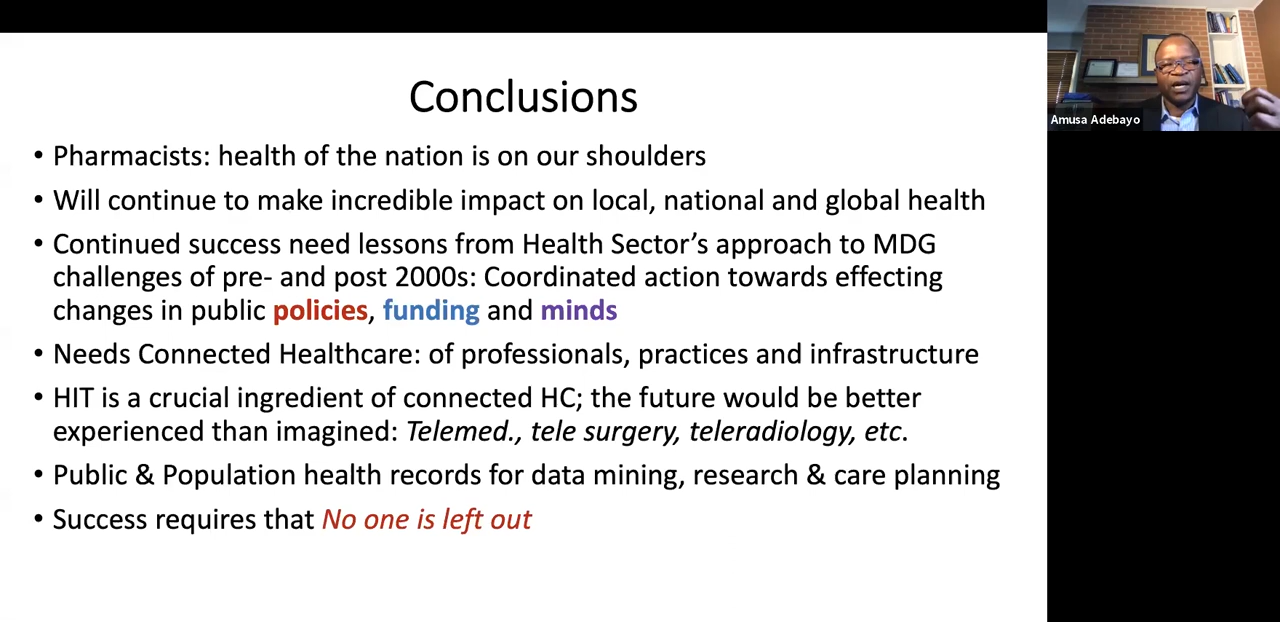 Conclusions
• Pharmacists: health of the nation is on our shoulders
• Will continue to make incredible impact on local, national and global health
• Continued success need lessons from Health Sector's approach to MDG
challenges of pre- and post 2000s: Coordinated action towards effecting
changes in public policies, funding and minds
• Needs Connected Healthcare: of professionals, practices and infrastructure
• HIT is a crucial ingredient of connected HC; the future would be better
experienced than imagined: Telemed., tele surgery, teleradiology, etc.
• Public & Population health records for data mining, research & care planning
• Success requires that No one is left out
Amusa Adebayo